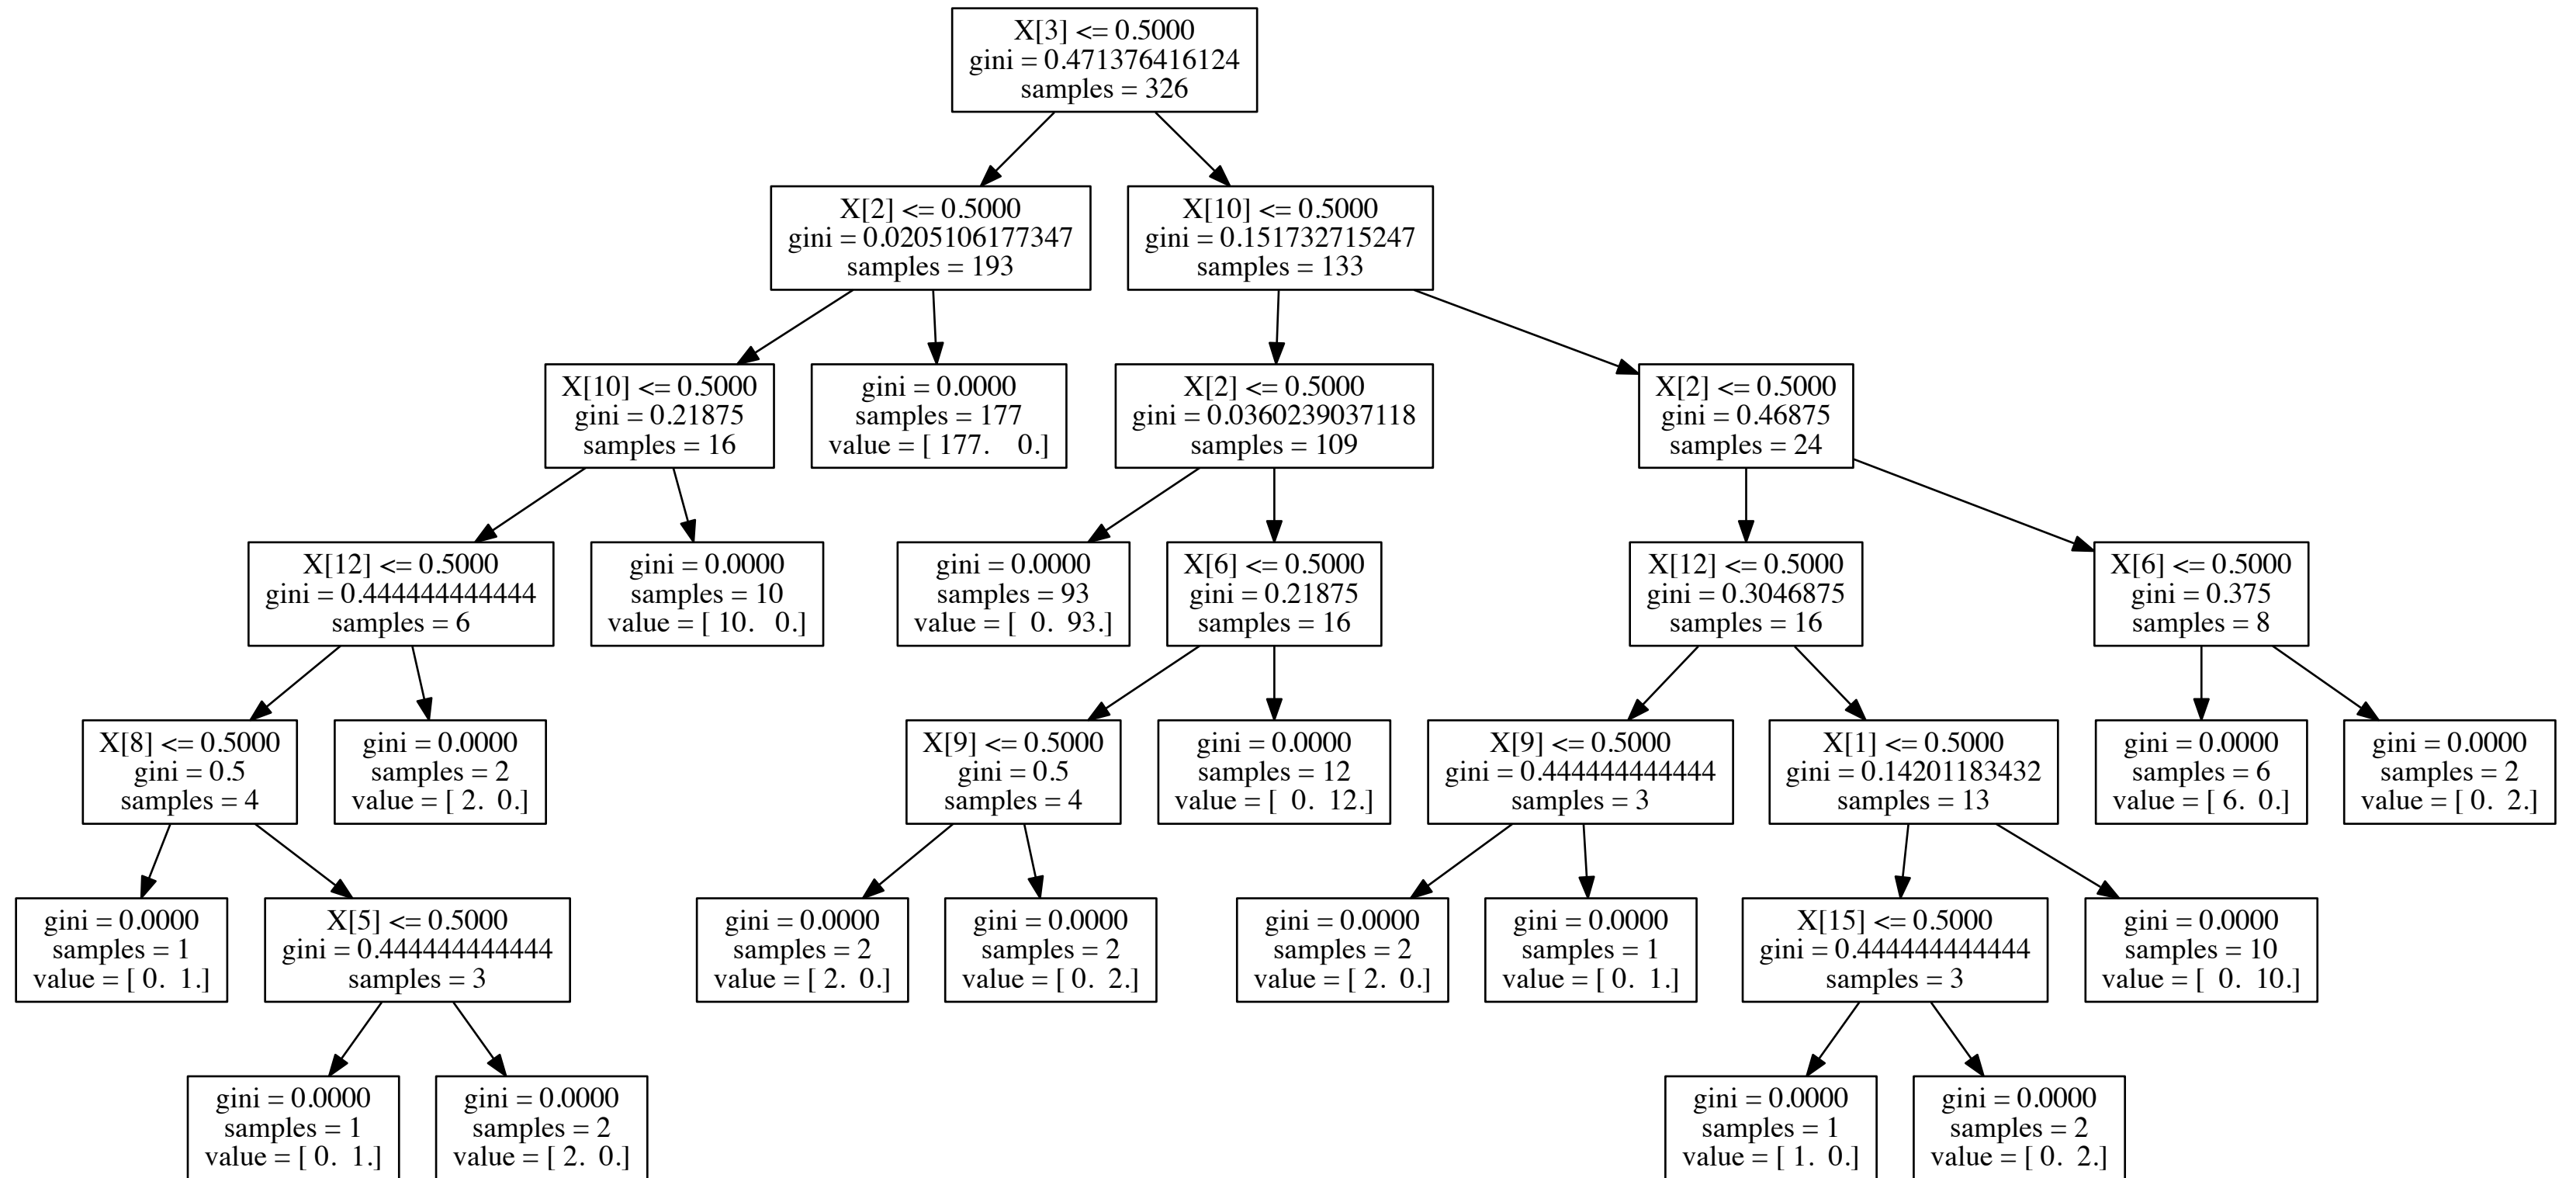 X[3] <= 0.5000
gini = 0.471376416124
samples = 326
X[2] <= 0.5000
gini = 0.0205106177347
samples = 193
X[10] <= 0.5000
gini = 0.151732715247
samples = 133
X[10] <= 0.5000
gini = 0.21875
samples = 16
gini = 0.0000
samples = 177
value = [ 177.    0.]
X[2] <= 0.5000
gini = 0.0360239037118
samples = 109
X[2] <= 0.5000
gini = 0.46875
samples = 24
X[12] <= 0.5000
gini = 0.444444444444
samples = 6
gini = 0.0000
samples = 10
value = [ 10.   0.]
gini = 0.0000
samples = 93
value = [  0.  93.]
X[6] <= 0.5000
gini = 0.21875
samples = 16
X[12] <= 0.5000
gini = 0.3046875
samples = 16
X[6] <= 0.5000
gini = 0.375
samples = 8
X[8] <= 0.5000
gini = 0.5
samples = 4
gini = 0.0000
samples = 2
value = [ 2.  0.]
X[9] <= 0.5000
gini = 0.5
samples = 4
gini = 0.0000
samples = 12
value = [  0.  12.]
X[9] <= 0.5000
gini = 0.444444444444
samples = 3
X[1] <= 0.5000
gini = 0.14201183432
samples = 13
gini = 0.0000
samples = 6
value = [ 6.  0.]
gini = 0.0000
samples = 2
value = [ 0.  2.]
gini = 0.0000
samples = 1
value = [ 0.  1.]
X[5] <= 0.5000
gini = 0.444444444444
samples = 3
gini = 0.0000
samples = 2
value = [ 2.  0.]
gini = 0.0000
samples = 2
value = [ 0.  2.]
gini = 0.0000
samples = 2
value = [ 2.  0.]
gini = 0.0000
samples = 1
value = [ 0.  1.]
X[15] <= 0.5000
gini = 0.444444444444
samples = 3
gini = 0.0000
samples = 10
value = [  0.  10.]
gini = 0.0000
samples = 1
value = [ 0.  1.]
gini = 0.0000
samples = 2
value = [ 2.  0.]
gini = 0.0000
samples = 1
value = [ 1.  0.]
gini = 0.0000
samples = 2
value = [ 0.  2.]